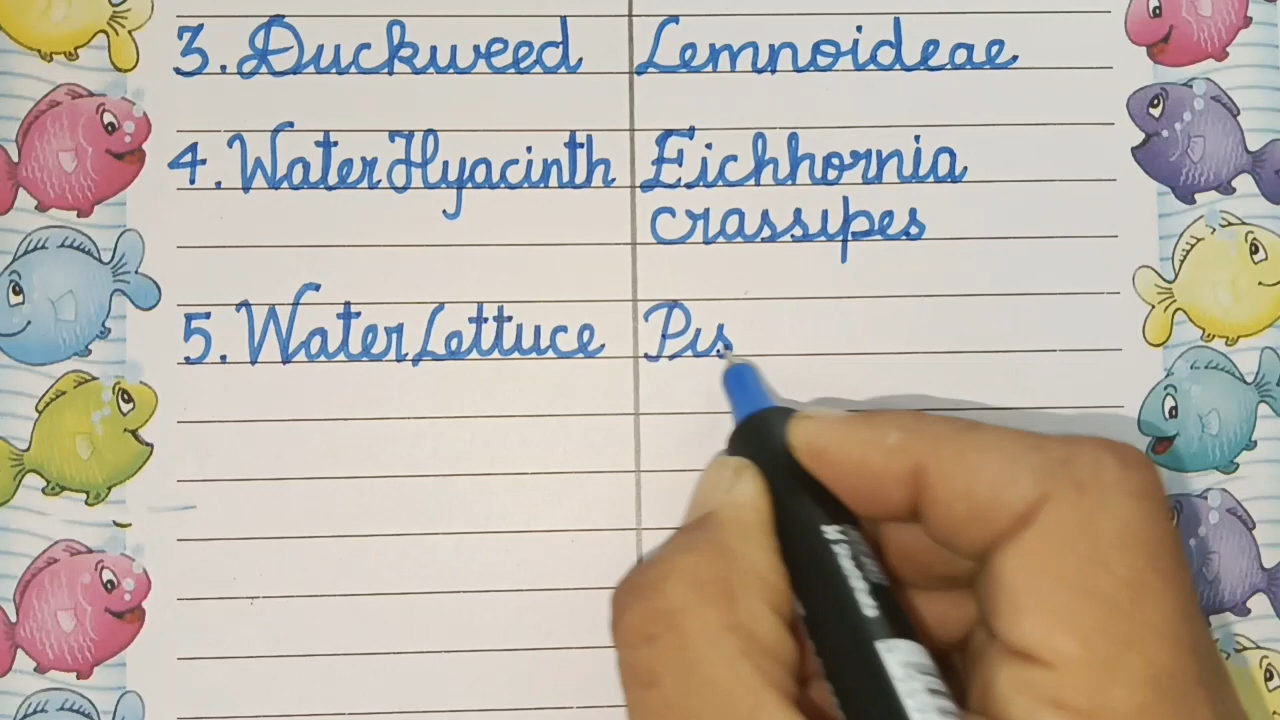 3. Duckweed Lemnoideae
4. Water Hyacinth Eichhornia
crassipes
5. Water Lettuce Pis